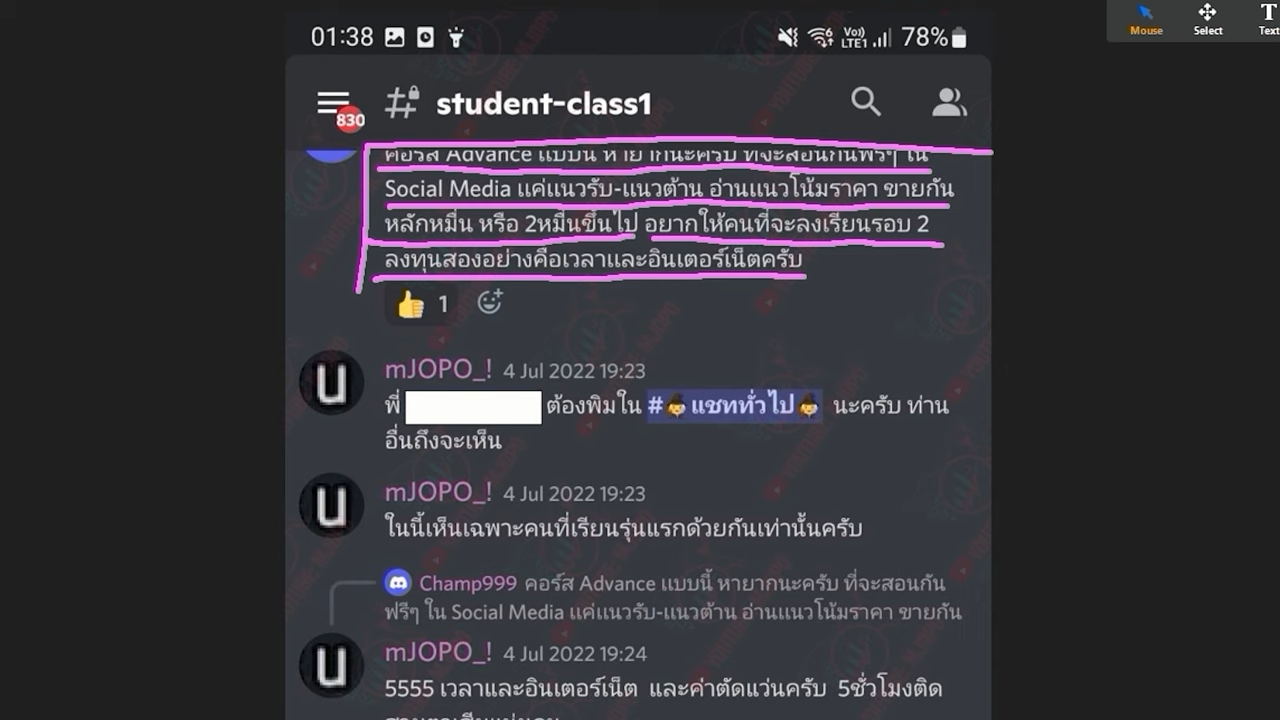 Mouse
Select
Text
01:38
Vo))
LTE1
78%
830
student-class1
คอร์ส Advance แบบนี้ หายากนะครับ ที่จะสอนกันฟรีๆ ใน
Social Media แค่แนวรับ-แนวต้าน อ่านแนวโน้มราคา ขายกัน
หลักหมื่น หรือ 2หมื่นขึ้นไป อยากให้คนที่จะลงเรียนรอบ 2
ลงทุนสองอย่างคือเวลาและอินเตอร์เน็ตครับ
👍 1
mJOPO_! 4 Jul 2022 19:23
พี่ ต้องพิมใน #🧙แชททั่วไป🧙 นะครับ ท่าน
อื่นถึงจะเห็น
mJOPO_! 4 Jul 2022 19:23
ในนี้เห็นเฉพาะคนที่เรียนรุ่นแรกด้วยกันเท่านั้นครับ
Champ999 คอร์ส Advance แบบนี้ หายากนะครับ ที่จะสอนกัน
ฟรีๆ ใน Social Media แค่แนวรับ-แนวต้าน อ่านแนวโน้มราคา ขายกัน
mJOPO_! 4 Jul 2022 19:24
5555 เวลาและอินเตอร์เน็ต และค่าตัดแว่นครับ 5ชั่วโมงติด